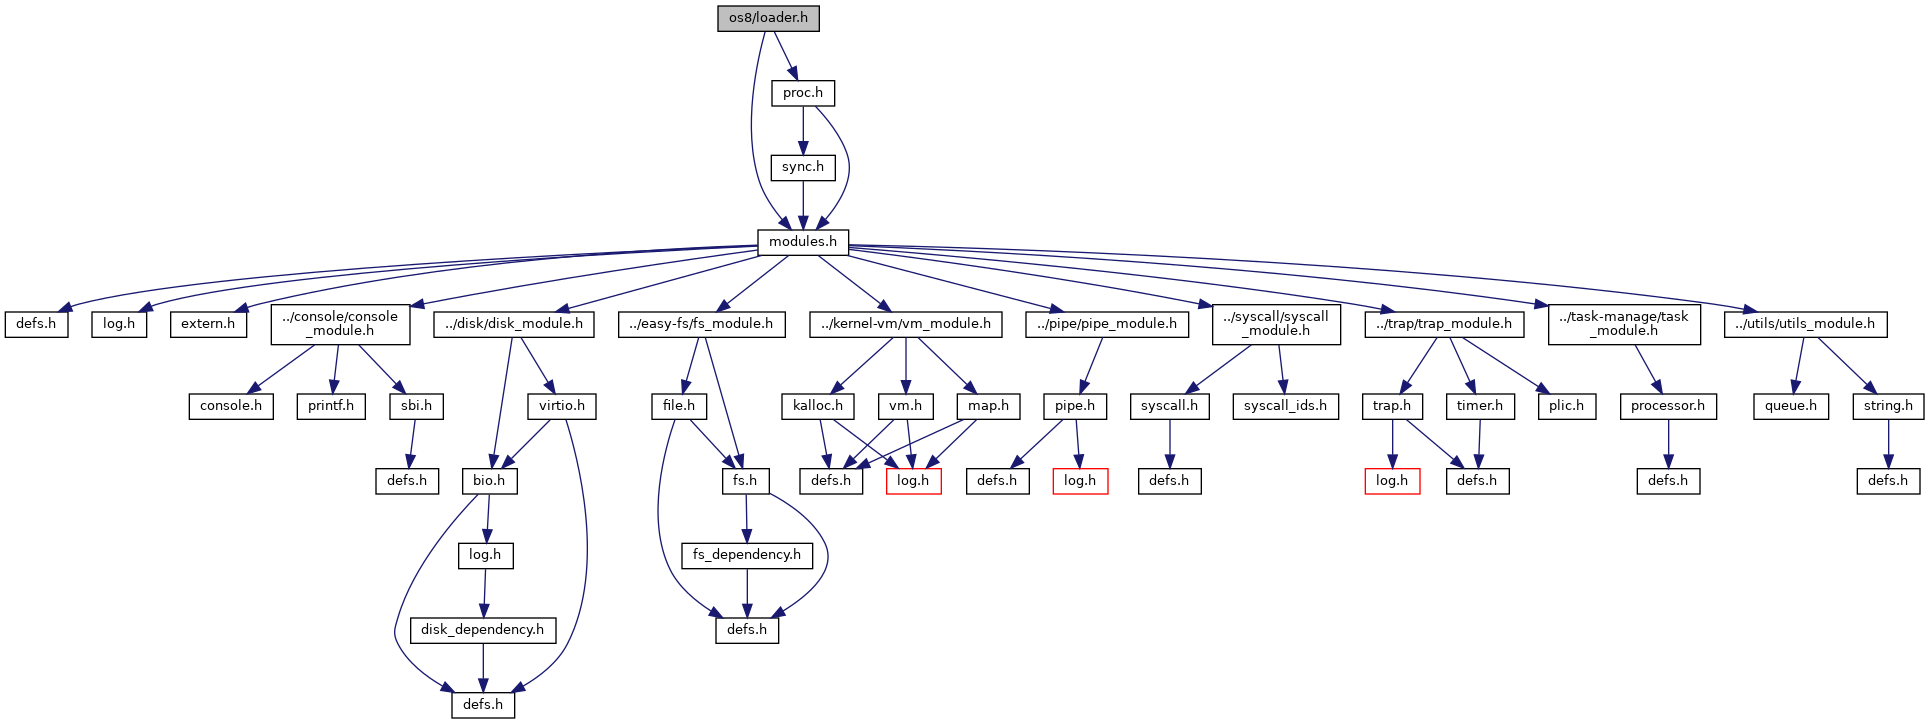 os8/loader.h
proc.h
sync.h
modules.h
defs.h
log.h
extern.h
../console/console
_module.h
../disk/disk_module.h
../easy-fs/fs_module.h
../kernel-vm/vm_module.h
../pipe/pipe_module.h
../syscall/syscall
_module.h
../trap/trap_module.h
../task-manage/task
_module.h
../utils/utils_module.h
console.h
printf.h
sbi.h
virtio.h
file.h
kalloc.h
vm.h
map.h
pipe.h
syscall.h
syscall_ids.h
trap.h
timer.h
plic.h
processor.h
queue.h
string.h
defs.h
bio.h
fs.h
defs.h
log.h
defs.h
log.h
defs.h
log.h
defs.h
defs.h
defs.h
log.h
fs_dependency.h
disk_dependency.h
defs.h
defs.h